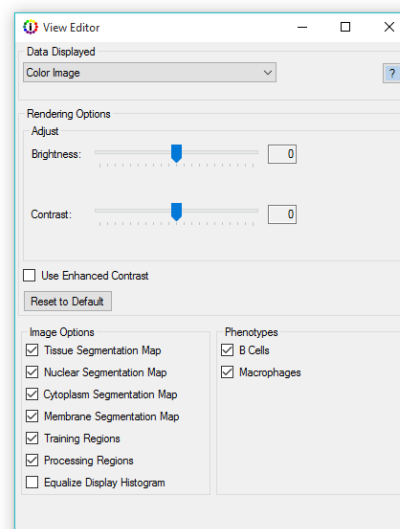 View Editor
Data Displayed
Color Image
?
Rendering Options
Adjust
Brightness:
0
Contrast:
0
Use Enhanced Contrast
Reset to Default
Image Options
Tissue Segmentation Map
Nuclear Segmentation Map
Cytoplasm Segmentation Map
Membrane Segmentation Map
Training Regions
Processing Regions
Equalize Display Histogram
Phenotypes
B Cells
Macrophages